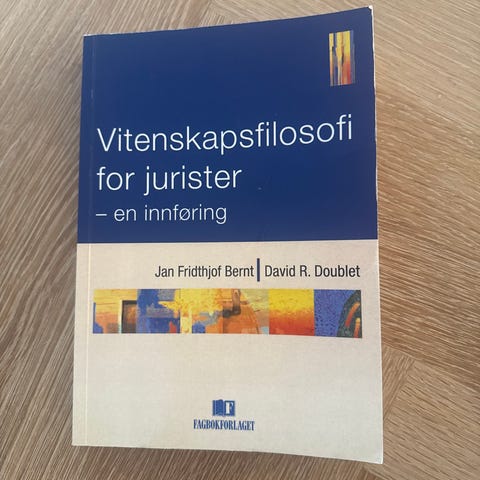 Vitenskapsfilosofi
for jurister
– en innføring
Jan Fridthjof Bernt | David R. Doublet
F
FAGBOKFORLAGET